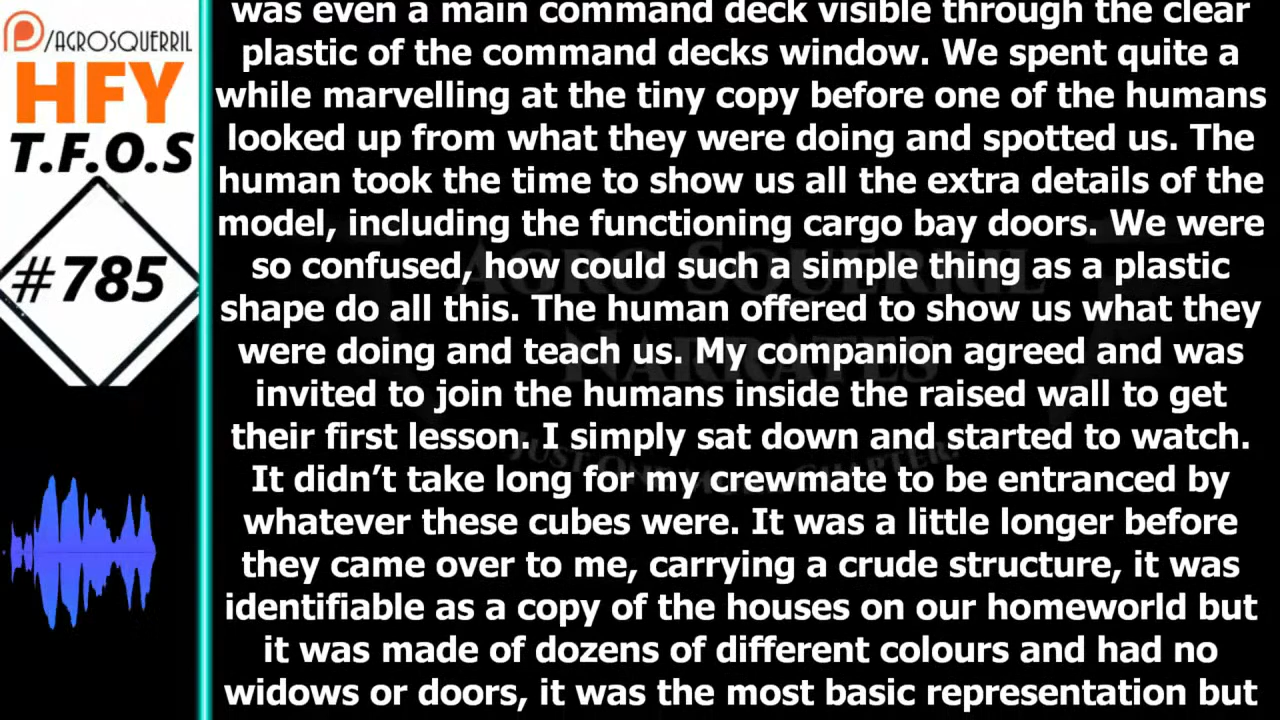 /AGROSQUERRIL
HFY
T.F.O.S
#785
was even a main command deck visible through the clear
plastic of the command decks window. We spent quite a
while marvelling at the tiny copy before one of the humans
looked up from what they were doing and spotted us. The
human took the time to show us all the extra details of the
model, including the functioning cargo bay doors. We were
so confused, how could such a simple thing as a plastic
shape do all this. The human offered to show us what they
were doing and teach us. My companion agreed and was
invited to join the humans inside the raised wall to get
their first lesson. I simply sat down and started to watch.
It didn’t take long for my crewmate to be entranced by
whatever these cubes were. It was a little longer before
they came over to me, carrying a crude structure, it was
identifiable as a copy of the houses on our homeworld but
it was made of dozens of different colours and had no
widows or doors, it was the most basic representation but
AGRO SQUERRIL
NARRATES
JUST ONE MORE CHAPTER!